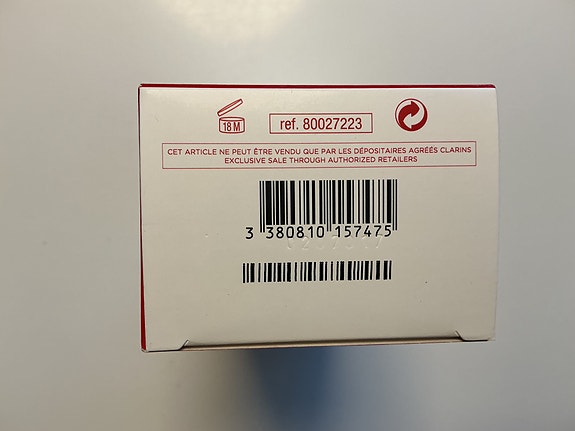 18 M
ref. 80027223
CET ARTICLE NE PEUT ÊTRE VENDU QUE PAR LES DÉPOSITAIRES AGRÉÉS CLARINS
EXCLUSIVE SALE THROUGH AUTHORIZED RETAILERS
3 380810 157475